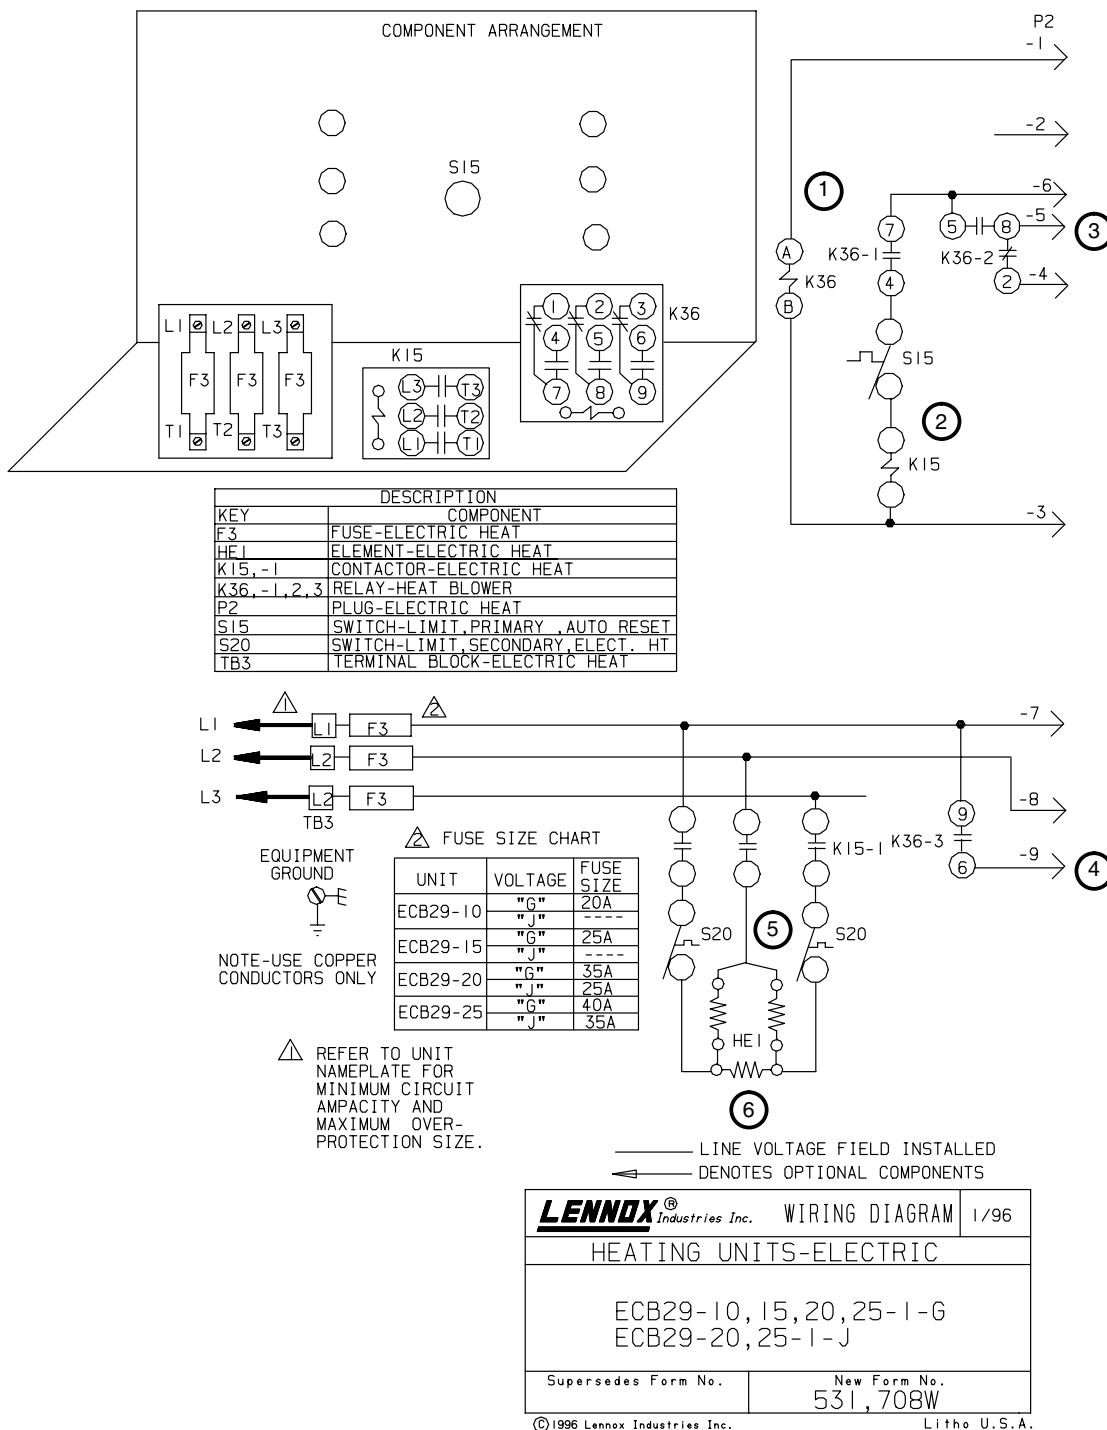 COMPONENT ARRANGEMENT
P2
-1
-2
S15
1
-6
7
5
8
-5
3
A
K36-1
K36-2
K36
4
2
-4
B
L1 L2 L3
1 2 3 K36
F3 F3 F3
4 5 6
K15
S15
L3 T3
7 8 9
T1 T2 T3
L2 T2
L1 T1
2
K15
-3
DESCRIPTION
KEY COMPONENT
F3 FUSE-ELECTRIC HEAT
HE1 ELEMENT-ELECTRIC HEAT
K15,-1 CONTACTOR-ELECTRIC HEAT
K36,-1,2,3 RELAY-HEAT BLOWER
P2 PLUG-ELECTRIC HEAT
S15 SWITCH-LIMIT,PRIMARY ,AUTO RESET
S20 SWITCH-LIMIT,SECONDARY,ELECT. HT
TB3 TERMINAL BLOCK-ELECTRIC HEAT
1 2
L1 L1 F3 -7
L2 L2 F3
L3 L2 F3 -8
TB3
9
K15-1 K36-3
6 -9 4
2 FUSE SIZE CHART
EQUIPMENT
GROUND
UNIT VOLTAGE FUSE SIZE
ECB29-10 "G" 20A
"J" ----
ECB29-15 "G" 25A
"J" ----
ECB29-20 "G" 35A
"J" 25A
ECB29-25 "G" 40A
"J" 35A
NOTE-USE COPPER
CONDUCTORS ONLY
S20 5 S20
HE1
6
1 REFER TO UNIT
NAMEPLATE FOR
MINIMUM CIRCUIT
AMPACITY AND
MAXIMUM OVER-
PROTECTION SIZE.
LINE VOLTAGE FIELD INSTALLED
DENOTES OPTIONAL COMPONENTS
LENNOX ® Industries Inc. WIRING DIAGRAM 1/96
HEATING UNITS-ELECTRIC
ECB29-10,15,20,25-1-G
ECB29-20,25-1-J
Supersedes Form No. New Form No.
531,708W
©1996 Lennox Industries Inc. Litho U.S.A.